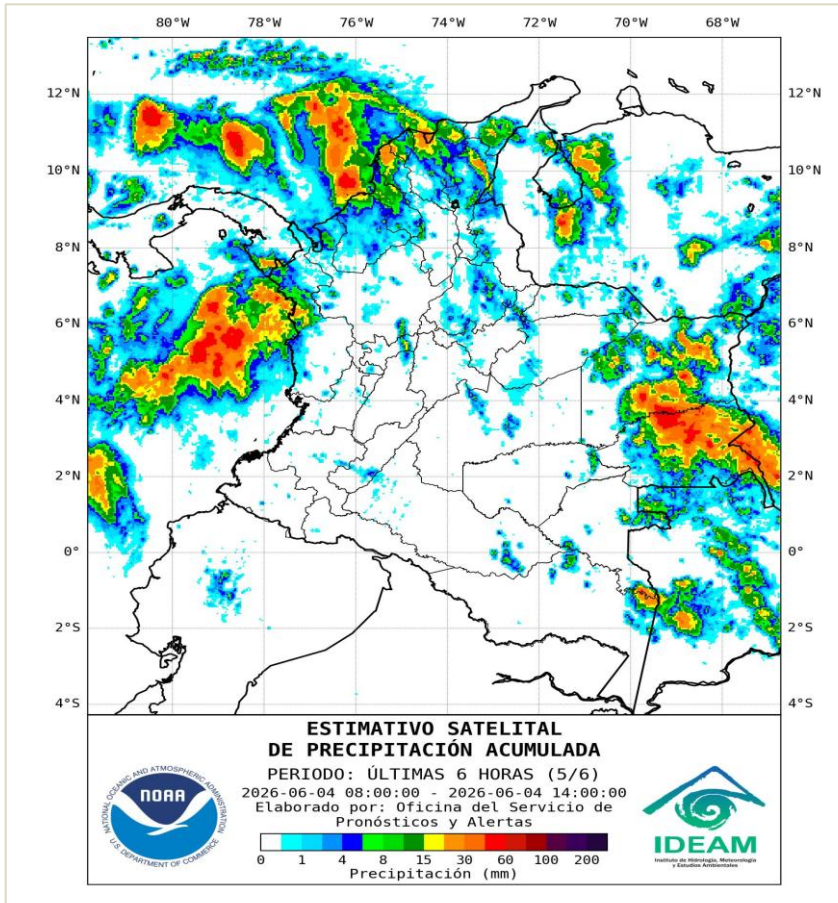 80°W 78°W 76°W 74°W 72°W 70°W 68°W
12°N 12°N
10°N 10°N
8°N 8°N
6°N 6°N
4°N 4°N
2°N 2°N
0° 0°
2°S 2°S
4°S 4°S
ESTIMATIVO SATELITAL
DE PRECIPITACIÓN ACUMULADA
PERIODO: ÚLTIMAS 6 HORAS (5/6)
2026-06-04 08:00:00 - 2026-06-04 14:00:00
Elaborado por: Oficina del Servicio de
Pronósticos y Alertas
0 1 4 8 15 30 60 100 200
Precipitación (mm)
NATIONAL OCEANIC AND ATMOSPHERIC ADMINISTRATION
NOAA
U.S. DEPARTMENT OF COMMERCE
IDEAM
Instituto de Hidrología, Meteorología
y Estudios Ambientales